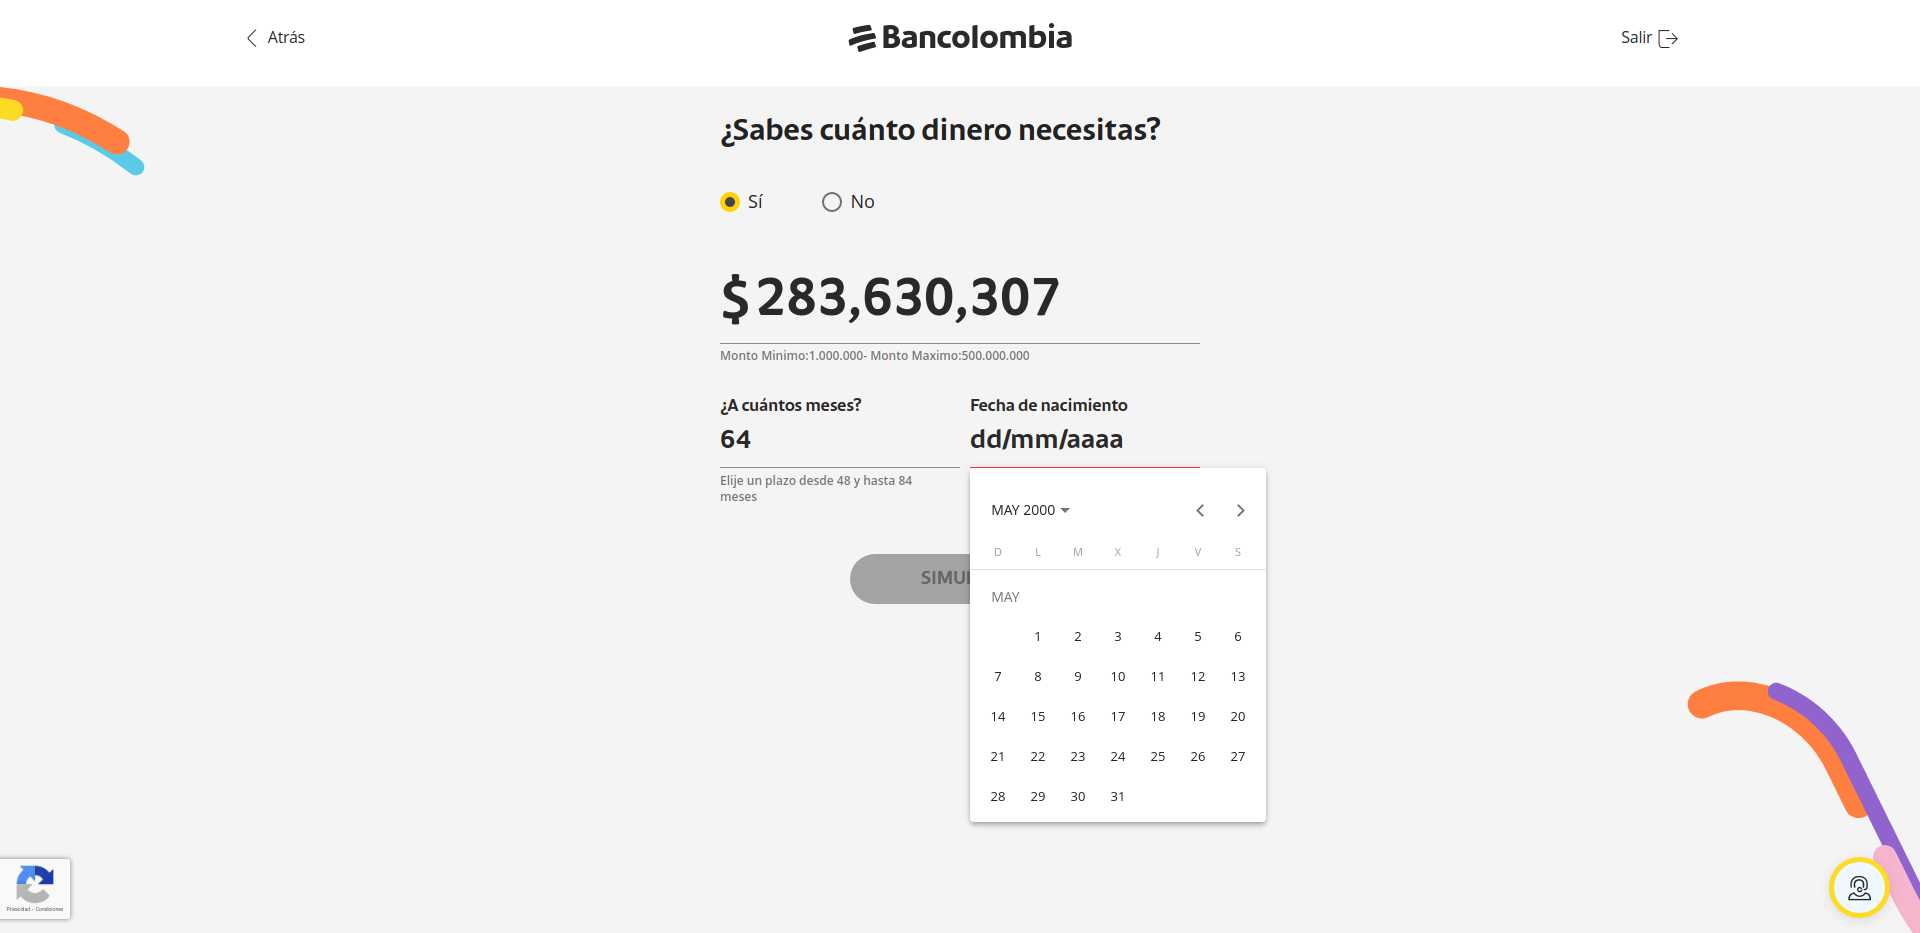 Atrás
Bancolombia
Salir
¿Sabes cuánto dinero necesitas?
Sí
No
$ 283,630,307
Monto Minimo:1.000.000- Monto Maximo:500.000.000
¿A cuántos meses?
Fecha de nacimiento
64
dd/mm/aaaa
Elije un plazo desde 48 y hasta 84
meses
MAY 2000
D L M X J V S
SIMUL
MAY
1 2 3 4 5 6
7 8 9 10 11 12 13
14 15 16 17 18 19 20
21 22 23 24 25 26 27
28 29 30 31
Privacidad - Condiciones